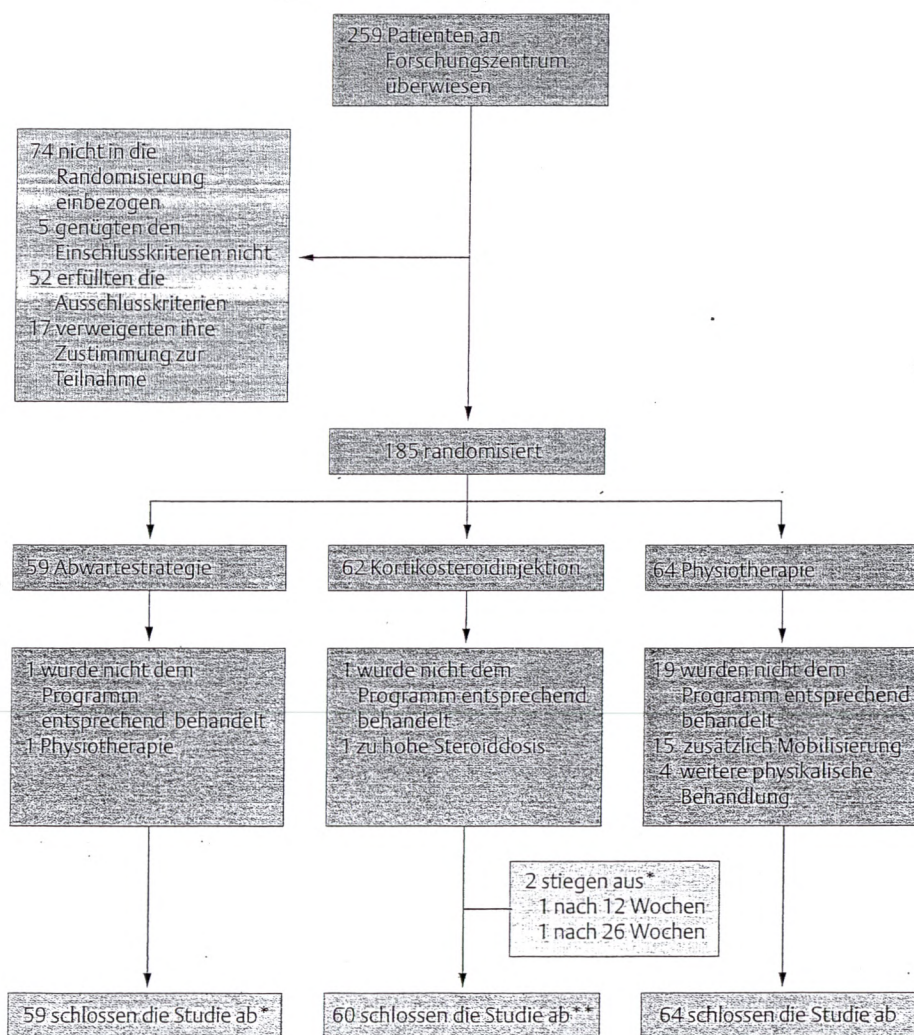 259 Patienten an
Forschungszentrum
überwiesen
74 nicht in die
Randomisierung
einbezogen
5 genügten den
Einschlusskriterien nicht
52 erfüllten die
Ausschlusskriterien
17 verweigerten ihre
Zustimmung zur
Teilnahme
185 randomisiert
59 Abwartestrategie
62 Kortikosteroidinjektion
64 Physiotherapie
1 wurde nicht dem
Programm
entsprechend behandelt
1 Physiotherapie
1 wurde nicht dem
Programm entsprechend
behandelt
1 zu hohe Steroiddosis
19 wurden nicht dem
Programm entsprechend
behandelt
15 zusätzlich Mobilisierung
4 weitere physikalische
Behandlung
2 stiegen aus*
1 nach 12 Wochen
1 nach 26 Wochen
59 schlossen die Studie ab*
60 schlossen die Studie ab**
64 schlossen die Studie ab